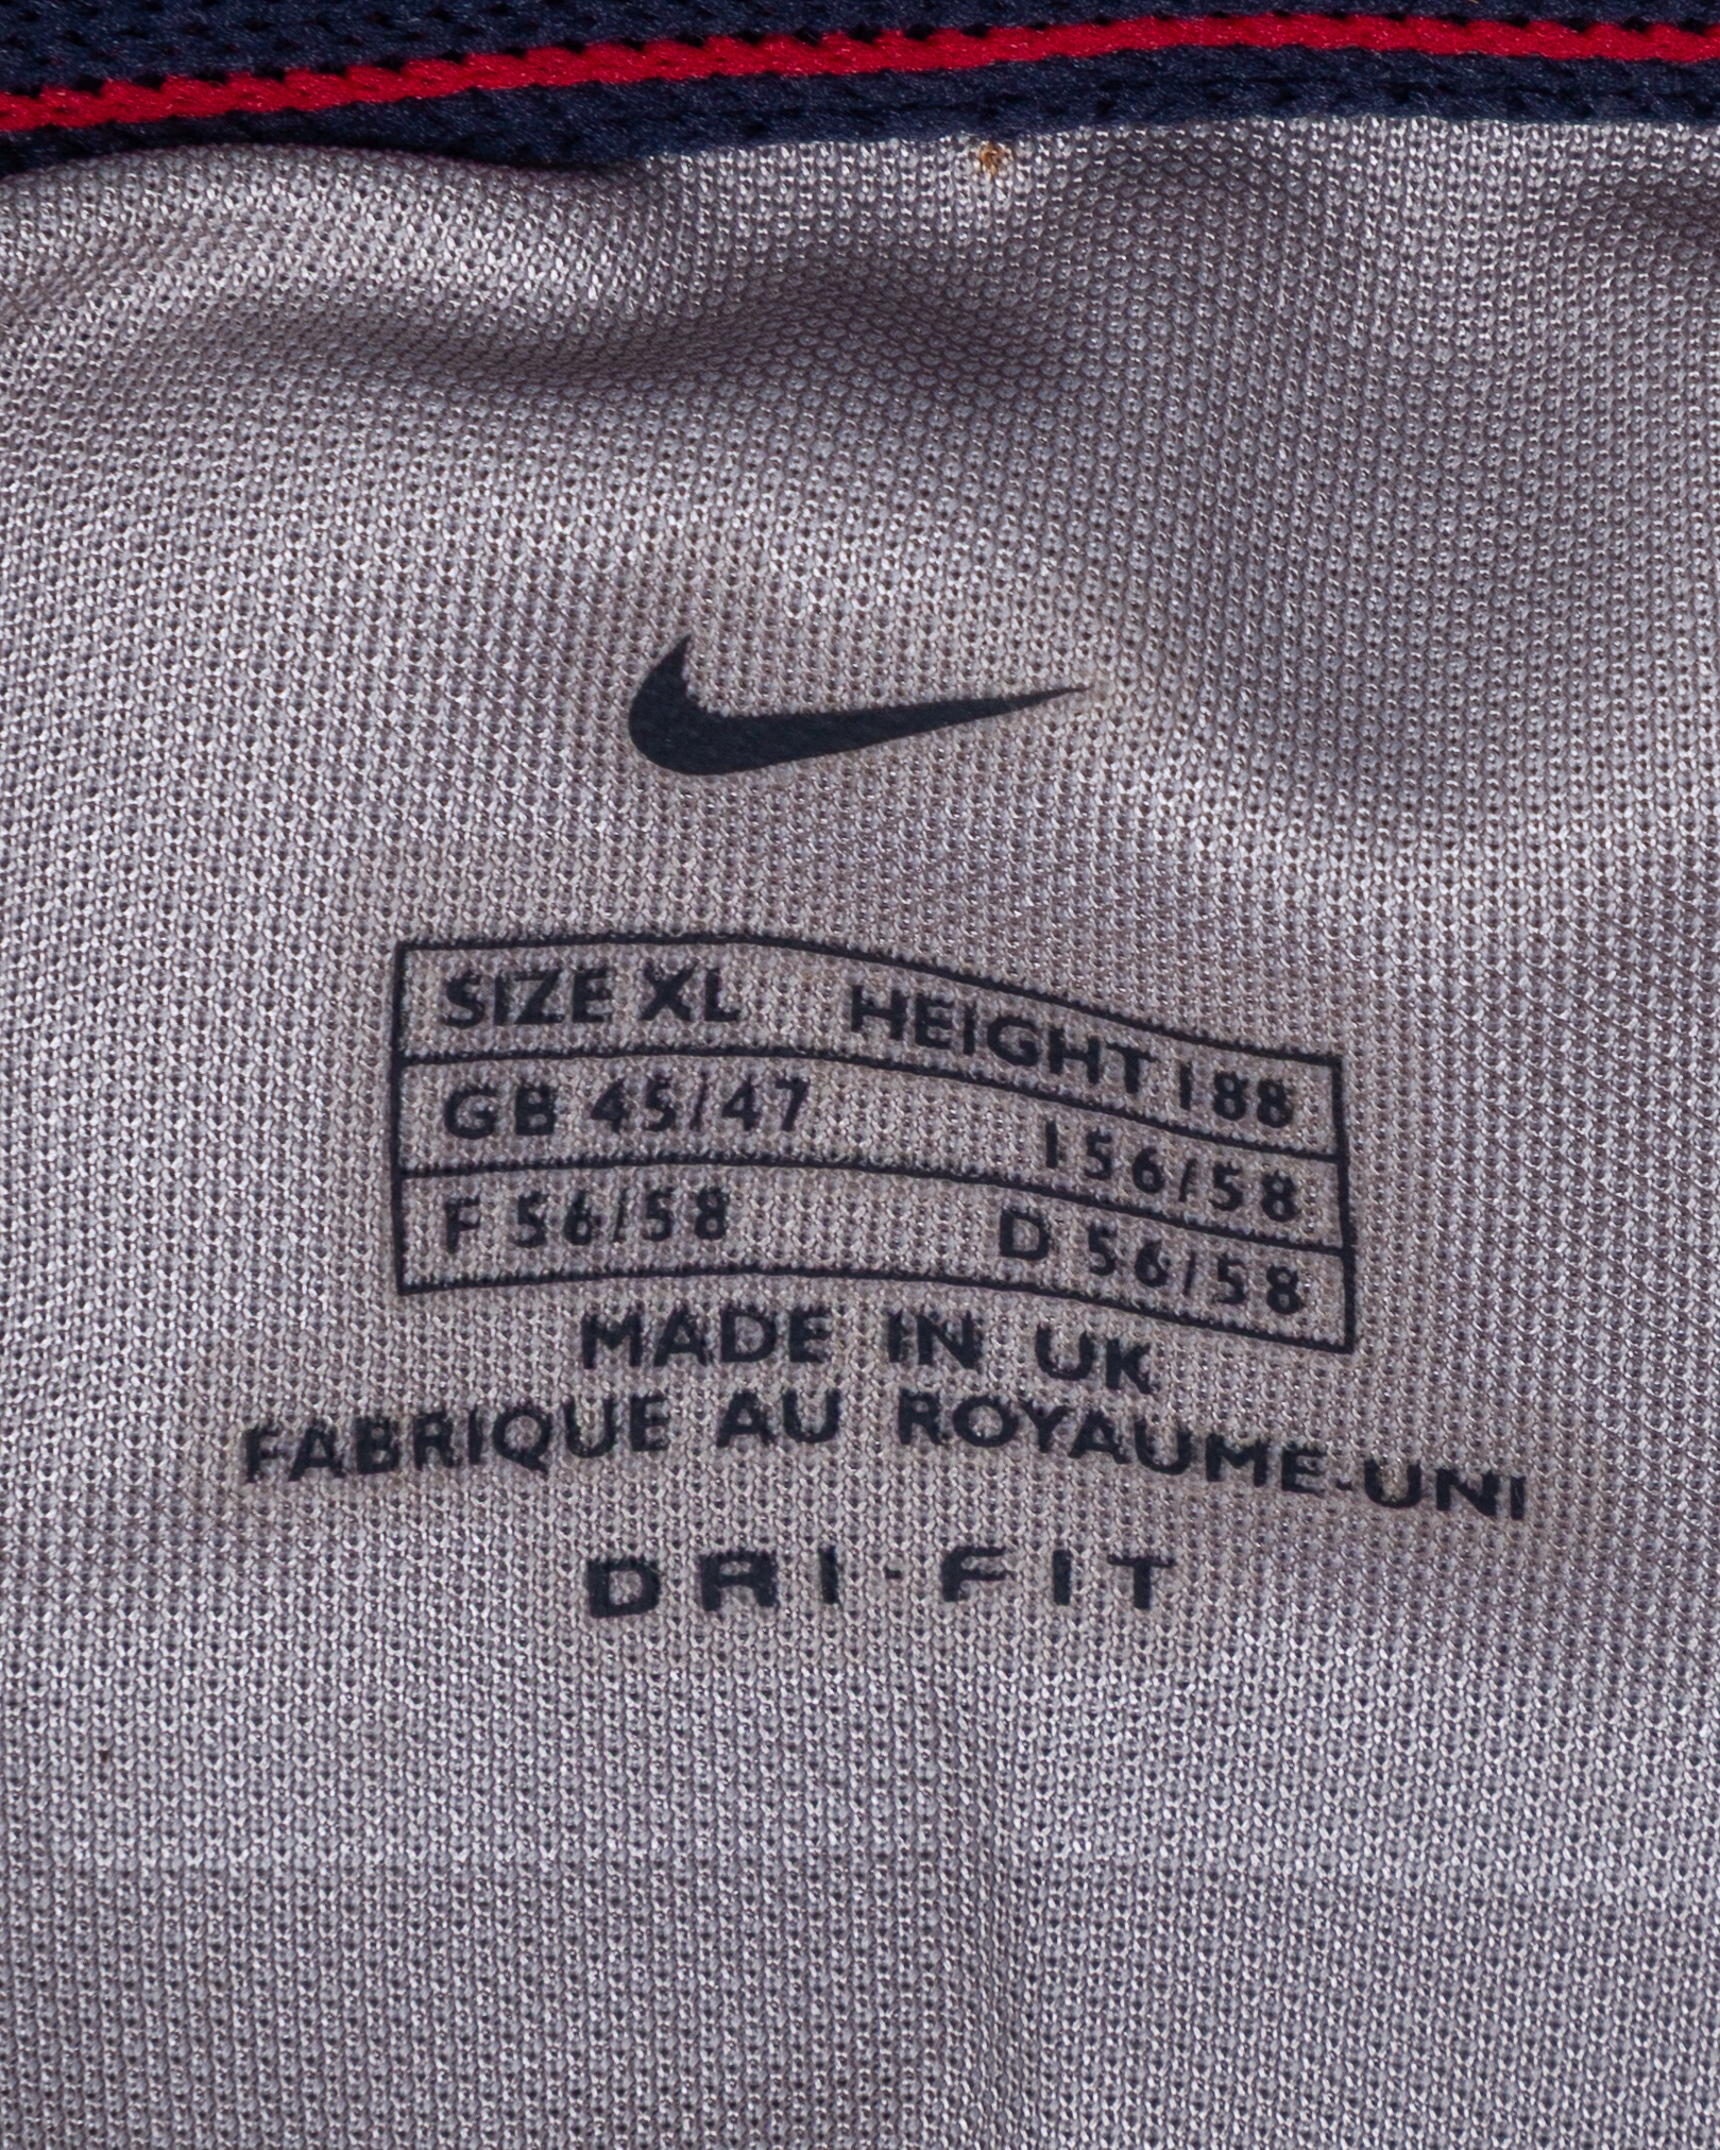 SIZE XL HEIGHT 188
GB 45/47 I 56/58
F 56/58 D 56/58
MADE IN UK
FABRIQUE AU ROYAUME-UNI
DRI-FIT